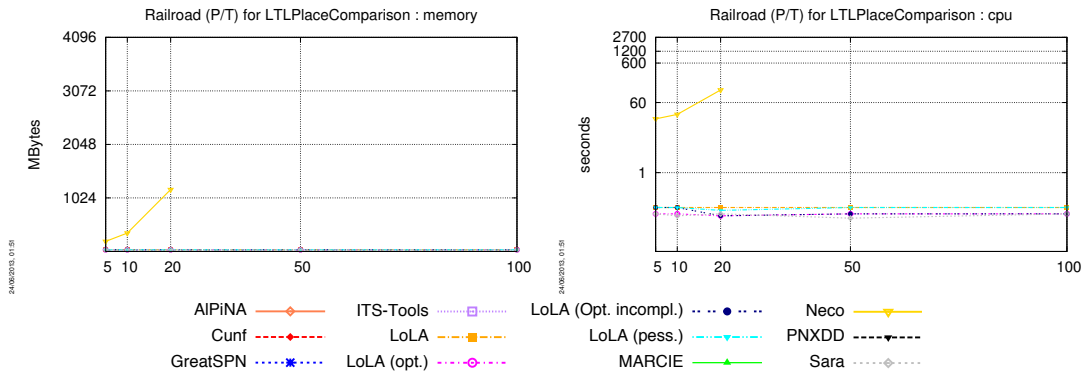 Railroad (P/T) for LTLPlaceComparison : memory
4096
3072
2048
1024
MBytes
5 10 20 50 100
24/06/2013, 01:51
Railroad (P/T) for LTLPlaceComparison : cpu
2700
1200
600
60
1
seconds
5 10 20 50 100
24/06/2013, 01:51
AlPiNA ITS-Tools LoLA (Opt. incompl.) Neco
Cunf LoLA LoLA (pess.) PNXDD
GreatSPN LoLA (opt.) MARCIE Sara